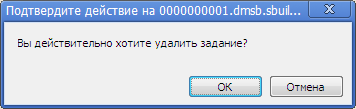 Подтвердите действие на 0000000001.dmsb.sbuil...
Вы действительно хотите удалить задание?
OK
Отмена